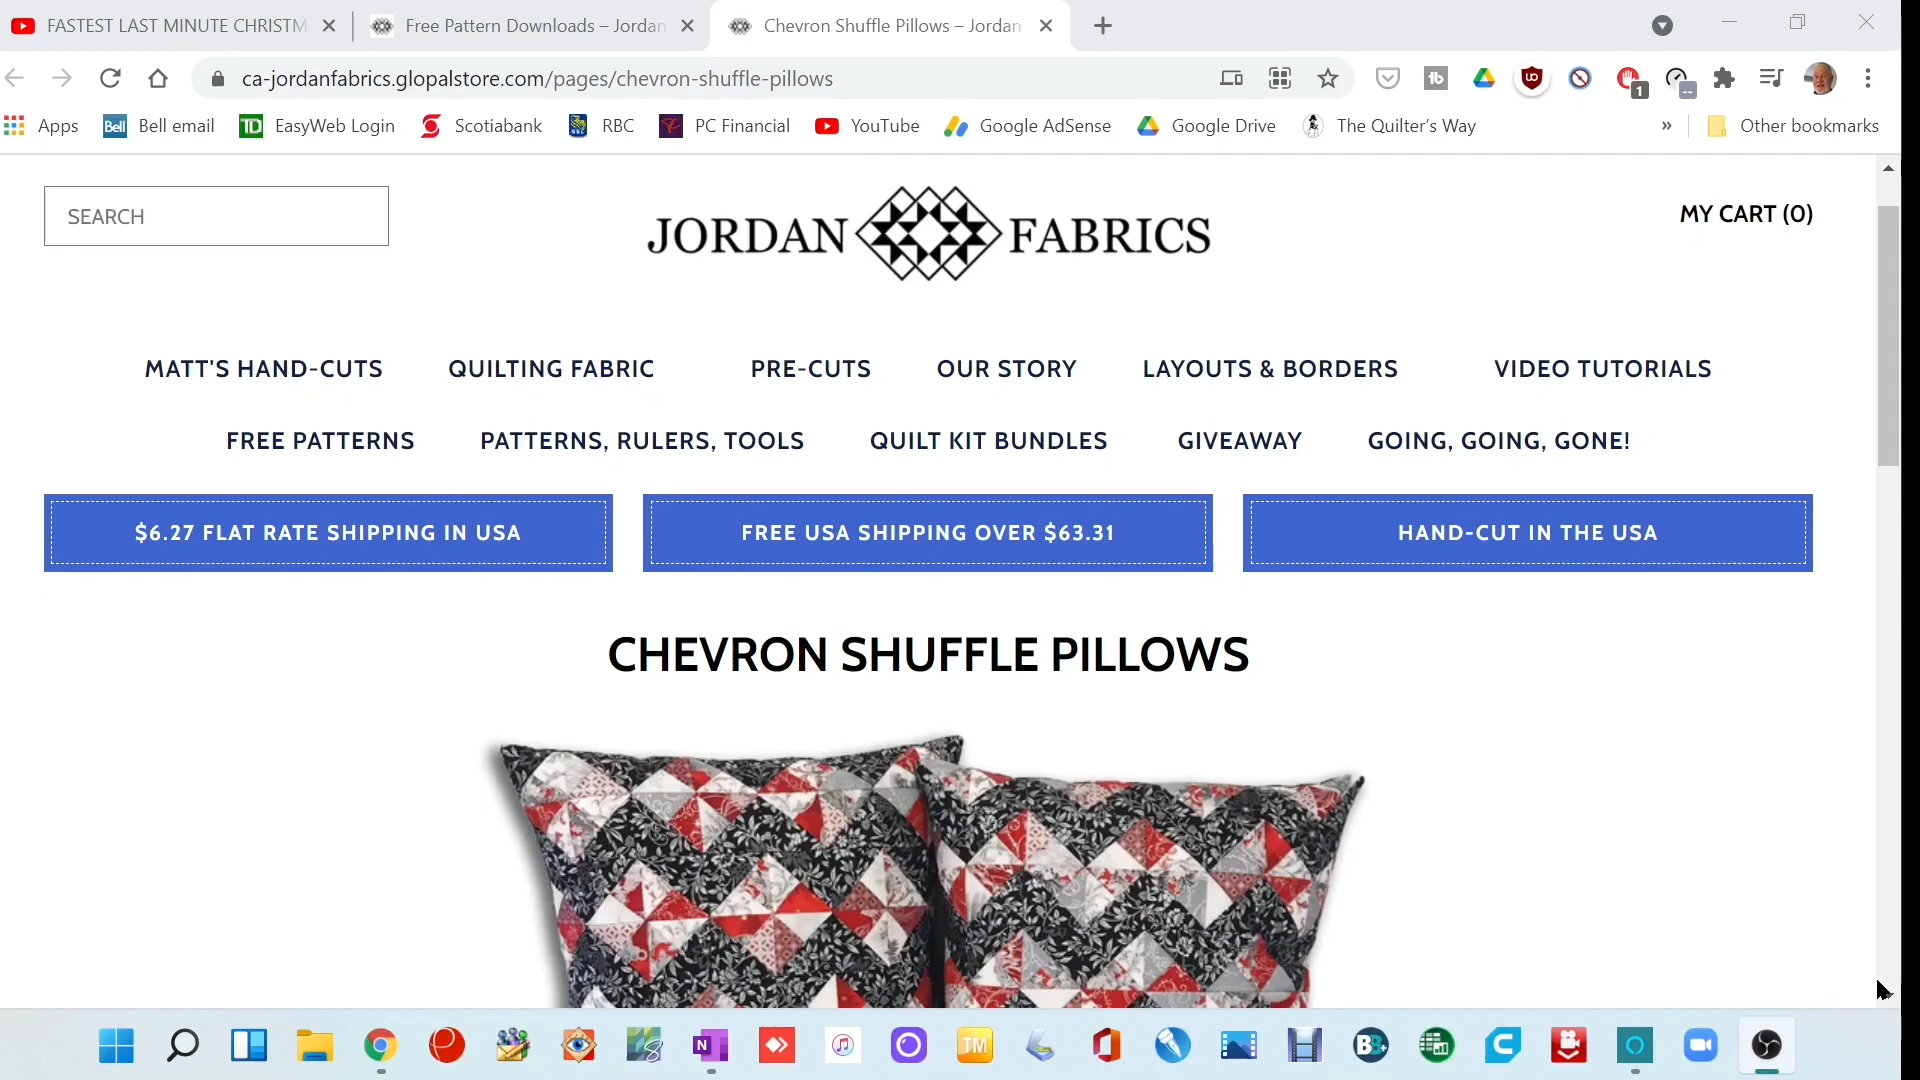 FASTEST LAST MINUTE CHRISTM
Free Pattern Downloads – Jordan
Chevron Shuffle Pillows – Jordan
ca-jordanfabrics.glopalstore.com/pages/chevron-shuffle-pillows
Apps
Bell
Bell email
TD
EasyWeb Login
Scotiabank
RBC
PC Financial
YouTube
Google AdSense
Google Drive
The Quilter's Way
»
Other bookmarks
SEARCH
JORDAN FABRICS
MY CART (0)
MATT'S HAND-CUTS QUILTING FABRIC PRE-CUTS OUR STORY LAYOUTS & BORDERS VIDEO TUTORIALS
FREE PATTERNS PATTERNS, RULERS, TOOLS QUILT KIT BUNDLES GIVEAWAY GOING, GOING, GONE!
$6.27 FLAT RATE SHIPPING IN USA
FREE USA SHIPPING OVER $63.31
HAND-CUT IN THE USA
CHEVRON SHUFFLE PILLOWS